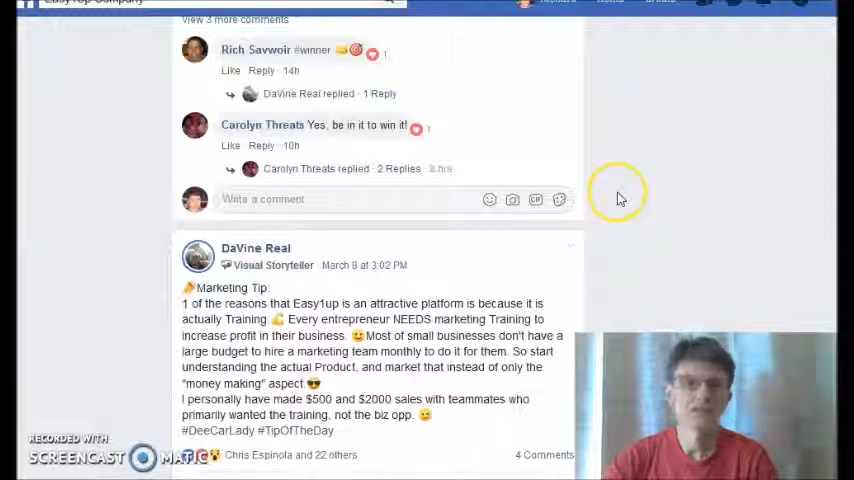 View 3 more comments
Rich Savwoir #winner 1
Like Reply · 14h
DaVine Real replied · 1 Reply
Carolyn Threats Yes, be in it to win it! 1
Like Reply · 10h
Carolyn Threats replied · 2 Replies · 8 hrs
Write a comment
GIF
DaVine Real
Visual Storyteller · March 8 at 3:02 PM
Marketing Tip:
1 of the reasons that Easy1up is an attractive platform is because it is
actually Training. Every entrepreneur NEEDS marketing Training to
increase profit in their business. Most of small businesses don't have a
large budget to hire a marketing team monthly to do it for them. So start
understanding the actual Product, and market that instead of only the
"money making" aspect.
I personally have made $500 and $2000 sales with teammates who
primarily wanted the training, not the biz opp.
#DeeCarLady #TipOfTheDay
Chris Espinola and 22 others 4 Comments
RECORDED WITH
SCREENCAST MATIC